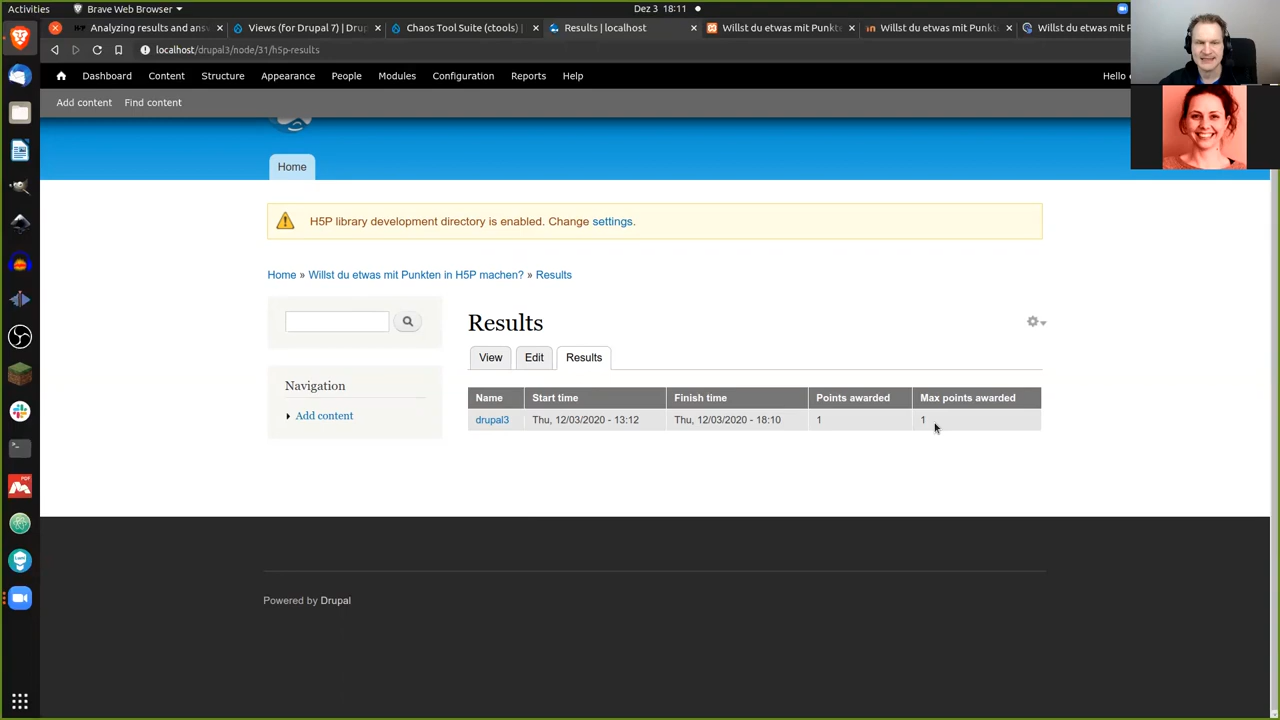 Activities
Brave Web Browser
Dez 3 18:11
Analyzing results and answ
Views (for Drupal 7) | Drup
Chaos Tool Suite (ctools) |
Results | localhost
Willst du etwas mit Punkte
Willst du etwas mit Punkte
Willst du etwas mit P
localhost/drupal3/node/31/h5p-results
Dashboard
Content
Structure
Appearance
People
Modules
Configuration
Reports
Help
Hello
Add content
Find content
Home
H5P library development directory is enabled. Change settings.
Home » Willst du etwas mit Punkten in H5P machen? » Results
Navigation
Add content
Results
View
Edit
Results
Name Start time Finish time Points awarded Max points awarded
drupal3 Thu, 12/03/2020 - 13:12 Thu, 12/03/2020 - 18:10 1 1
Powered by Drupal